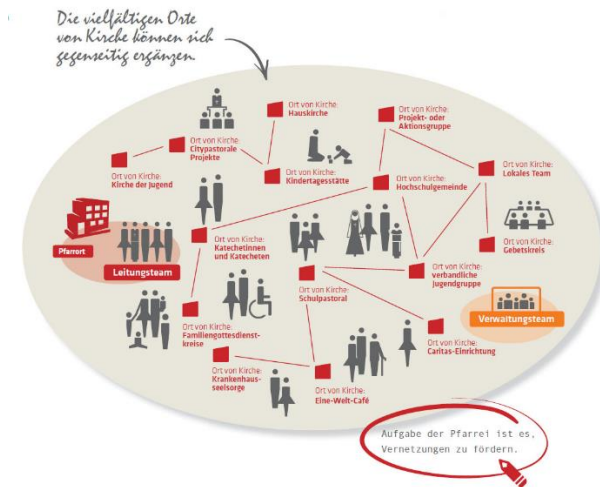 Die vielfältigen Orte
von Kirche können sich
gegenseitig ergänzen.
Ort von Kirche:
Hauskirche
Ort von Kirche:
Projekt- oder
Aktionsgruppe
Ort von Kirche:
Citypastorale
Projekte
Ort von Kirche:
Kirche der Jugend
Ort von Kirche:
Kindertagesstätte
Ort von Kirche:
Hochschulgemeinde
Ort von Kirche:
Lokales Team
Pfarrort
Leitungsteam
Ort von Kirche:
Katechetinnen
und Katecheten
Ort von Kirche:
Gebetskreis
Ort von Kirche:
Schulpastoral
Ort von Kirche:
verbandliche
Jugendgruppe
Verwaltungsteam
Ort von Kirche:
Familiengottesdienst-
kreise
Ort von Kirche:
Caritas-Einrichtung
Ort von Kirche:
Krankenhaus-
seelsorge
Ort von Kirche:
Eine-Welt-Café
Aufgabe der Pfarrei ist es,
Vernetzungen zu fördern.